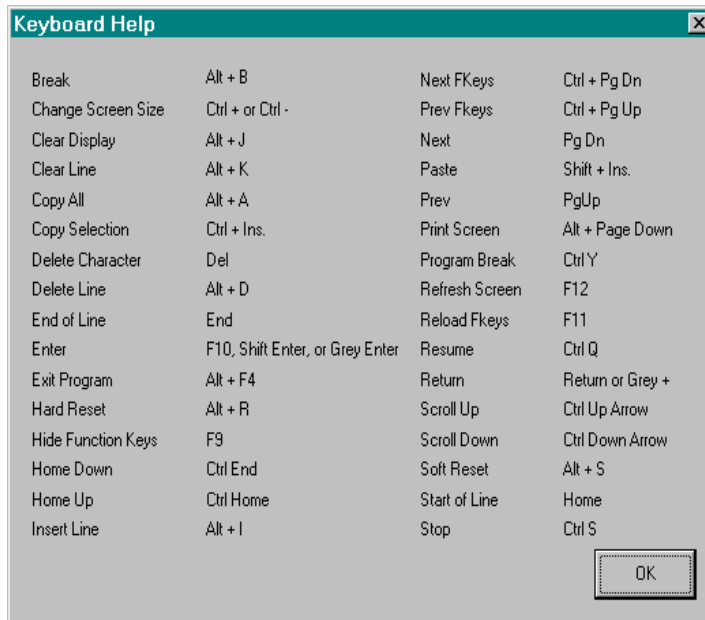 Keyboard Help
Break Alt + B Next FKeys Ctrl + Pg Dn
Change Screen Size Ctrl + or Ctrl - Prev Fkeys Ctrl + Pg Up
Clear Display Alt + J Next Pg Dn
Clear Line Alt + K Paste Shift + Ins.
Copy All Alt + A Prev PgUp
Copy Selection Ctrl + Ins. Print Screen Alt + Page Down
Delete Character Del Program Break Ctrl Y
Delete Line Alt + D Refresh Screen F12
End of Line End Reload Fkeys F11
Enter F10, Shift Enter, or Grey Enter Resume Ctrl Q
Exit Program Alt + F4 Return Return or Grey +
Hard Reset Alt + R Scroll Up Ctrl Up Arrow
Hide Function Keys F9 Scroll Down Ctrl Down Arrow
Home Down Ctrl End Soft Reset Alt + S
Home Up Ctrl Home Start of Line Home
Insert Line Alt + I Stop Ctrl S
OK